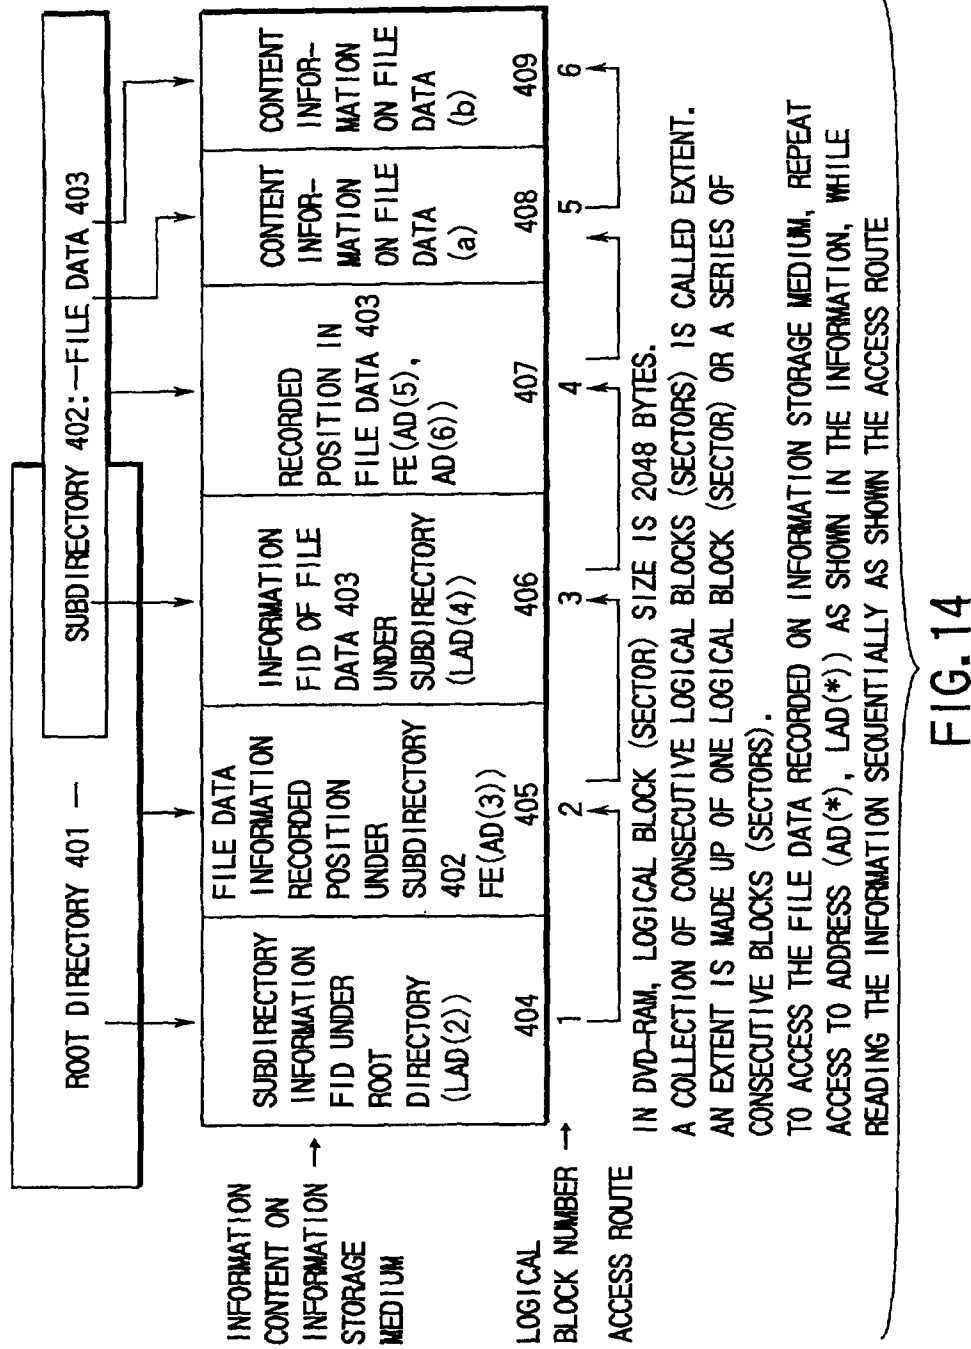 ROOT DIRECTORY 401 —
SUBDIRECTORY 402:—FILE DATA 403
INFORMATION
CONTENT ON
INFORMATION →
STORAGE
MEDIUM
SUBDIRECTORY
INFORMATION
FID UNDER
ROOT
DIRECTORY
(LAD(2))
404
FILE DATA
INFORMATION
RECORDED
POSITION
UNDER
SUBDIRECTORY
402
FE(AD(3))
405
INFORMATION
FID OF FILE
DATA 403
UNDER
SUBDIRECTORY
(LAD(4))
406
RECORDED
POSITION IN
FILE DATA 403
FE(AD(5),
AD(6))
407
CONTENT
INFOR-
MATION
ON FILE
DATA
(a)
408
CONTENT
INFOR-
MATION
ON FILE
DATA
(b)
409
LOGICAL
BLOCK NUMBER →
1 2 3 4 5 6
ACCESS ROUTE
IN DVD-RAM, LOGICAL BLOCK (SECTOR) SIZE IS 2048 BYTES.
A COLLECTION OF CONSECUTIVE LOGICAL BLOCKS (SECTORS) IS CALLED EXTENT.
AN EXTENT IS MADE UP OF ONE LOGICAL BLOCK (SECTOR) OR A SERIES OF
CONSECUTIVE BLOCKS (SECTORS).
TO ACCESS THE FILE DATA RECORDED ON INFORMATION STORAGE MEDIUM, REPEAT
ACCESS TO ADDRESS (AD(*), LAD(*)) AS SHOWN IN THE INFORMATION, WHILE
READING THE INFORMATION SEQUENTIALLY AS SHOWN THE ACCESS ROUTE
FIG. 14